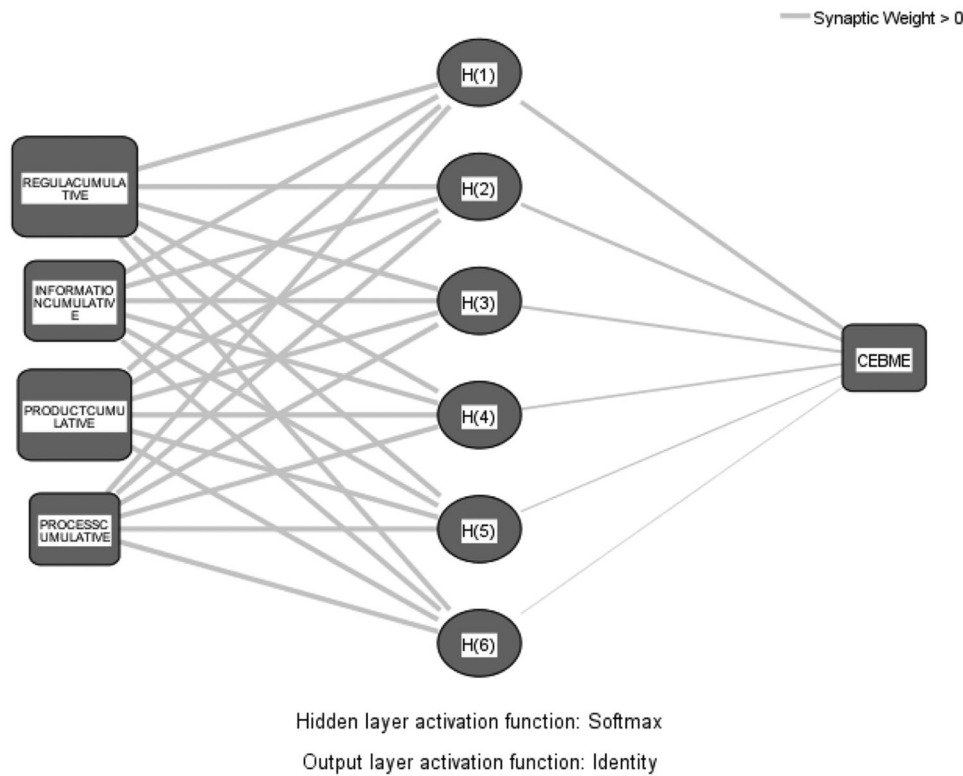 Synaptic Weight > 0
H(1)
REGULACUMULA
TIVE
H(2)
INFORMATIO
NCUMULATIV
E
H(3)
CEBME
PRODUCTCUMU
LATIVE
H(4)
PROCESSC
UMULATIVE
H(5)
H(6)
Hidden layer activation function: Softmax
Output layer activation function: Identity